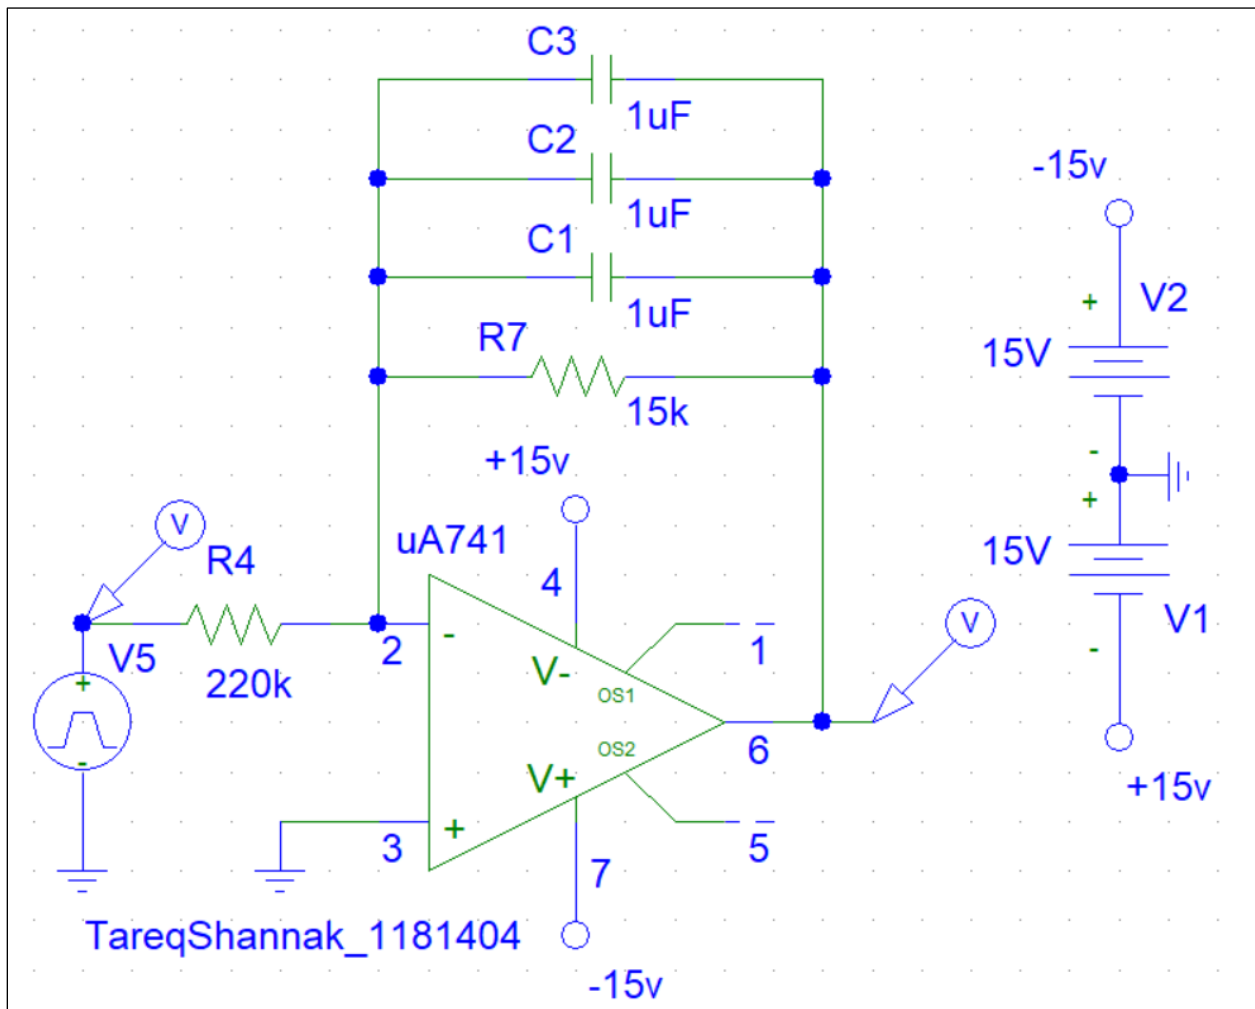 C3
1uF
C2
1uF
C1
1uF
R7
15k
-15v
+
V2
15V
-
+
15V
V1
-
+15v
+15v
uA741
4
V
R4
220k
V5
+
-
2
-
V-
OS1
1
V
6
OS2
V+
+
3
5
7
-15v
TareqShannak_1181404